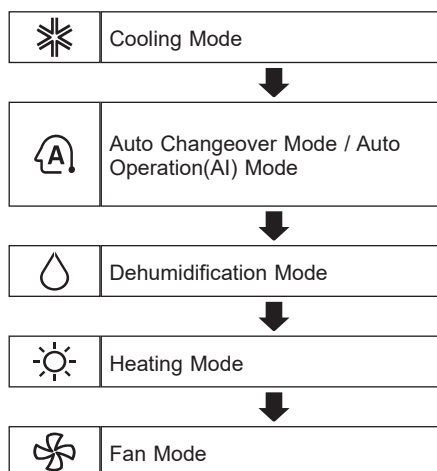 Cooling Mode
A
Auto Changeover Mode / Auto
Operation(AI) Mode
Dehumidification Mode
Heating Mode
Fan Mode